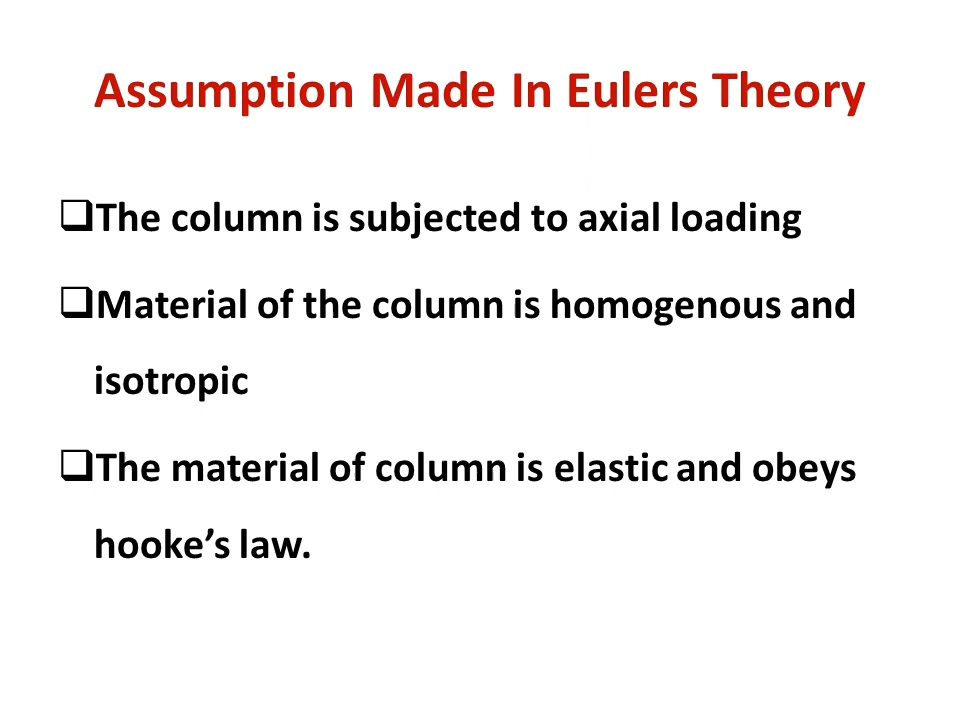 Assumption Made In Eulers Theory
❑The column is subjected to axial loading
❑Material of the column is homogenous and
isotropic
❑The material of column is elastic and obeys
hooke’s law.